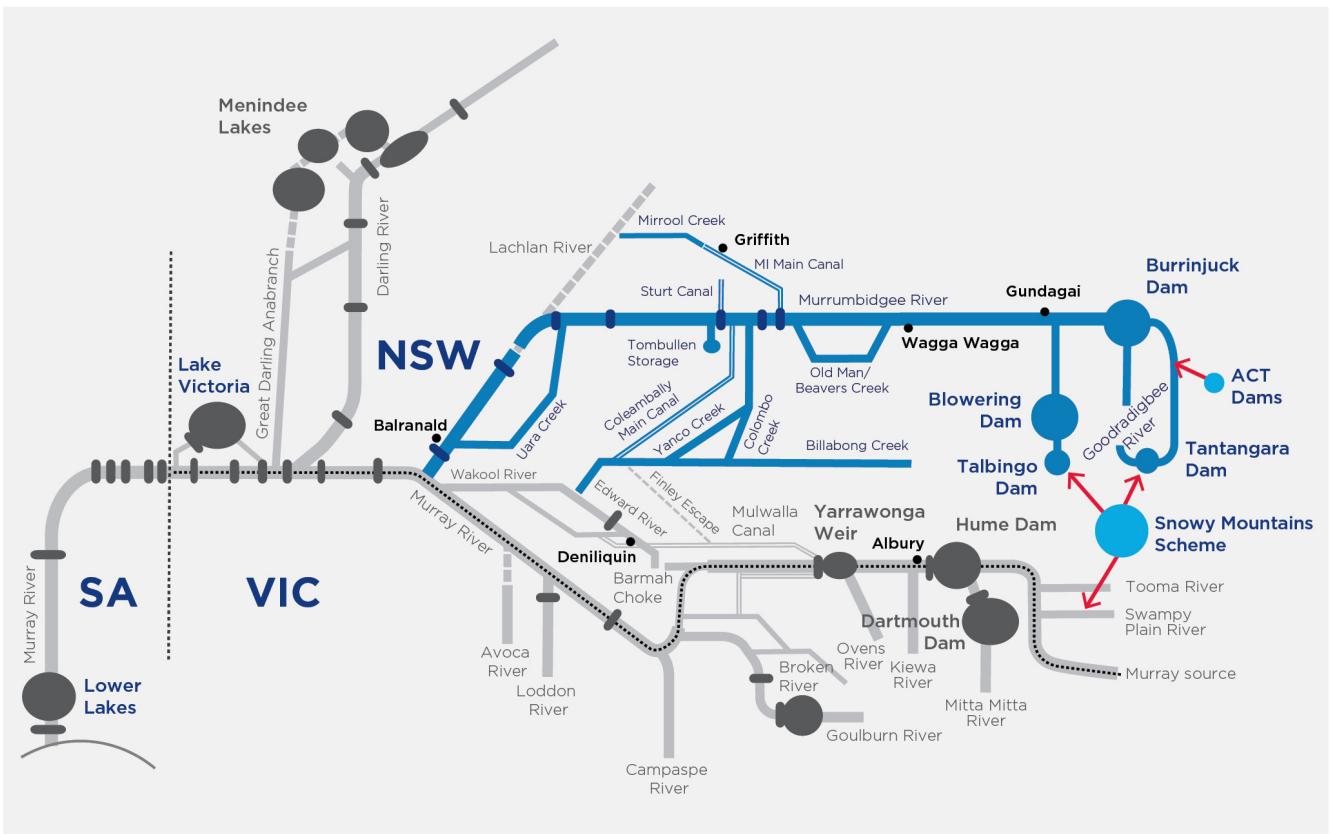 Menindee
Lakes
Darling River
Great Darling Anabranch
Lachlan River
Mirrool Creek
Griffith
MI Main Canal
Sturt Canal
Murrumbidgee River
Gundagai
Burrinjuck
Dam
NSW
Tombullen
Storage
Wagga Wagga
Old Man/
Beavers Creek
ACT
Dams
Lake
Victoria
Balranald
Uara Creek
Coleambally
Main Canal
Yanco Creek
Colombo
Creek
Billabong Creek
Blowering
Dam
Goodradigbee
River
Talbingo
Dam
Tantangara
Dam
Wakool River
Murray River
Edward River
Finley Escape
Mulwalla
Canal
Yarrawonga
Weir
Albury
Hume Dam
Snowy Mountains
Scheme
Deniliquin
Barmah
Choke
SA
VIC
Murray River
Tooma River
Swampy
Plain River
Dartmouth
Dam
Murray source
Avoca
River
Loddon
River
Broken
River
Ovens
River
Kiewa
River
Mitta Mitta
River
Goulburn River
Campaspe
River
Lower
Lakes